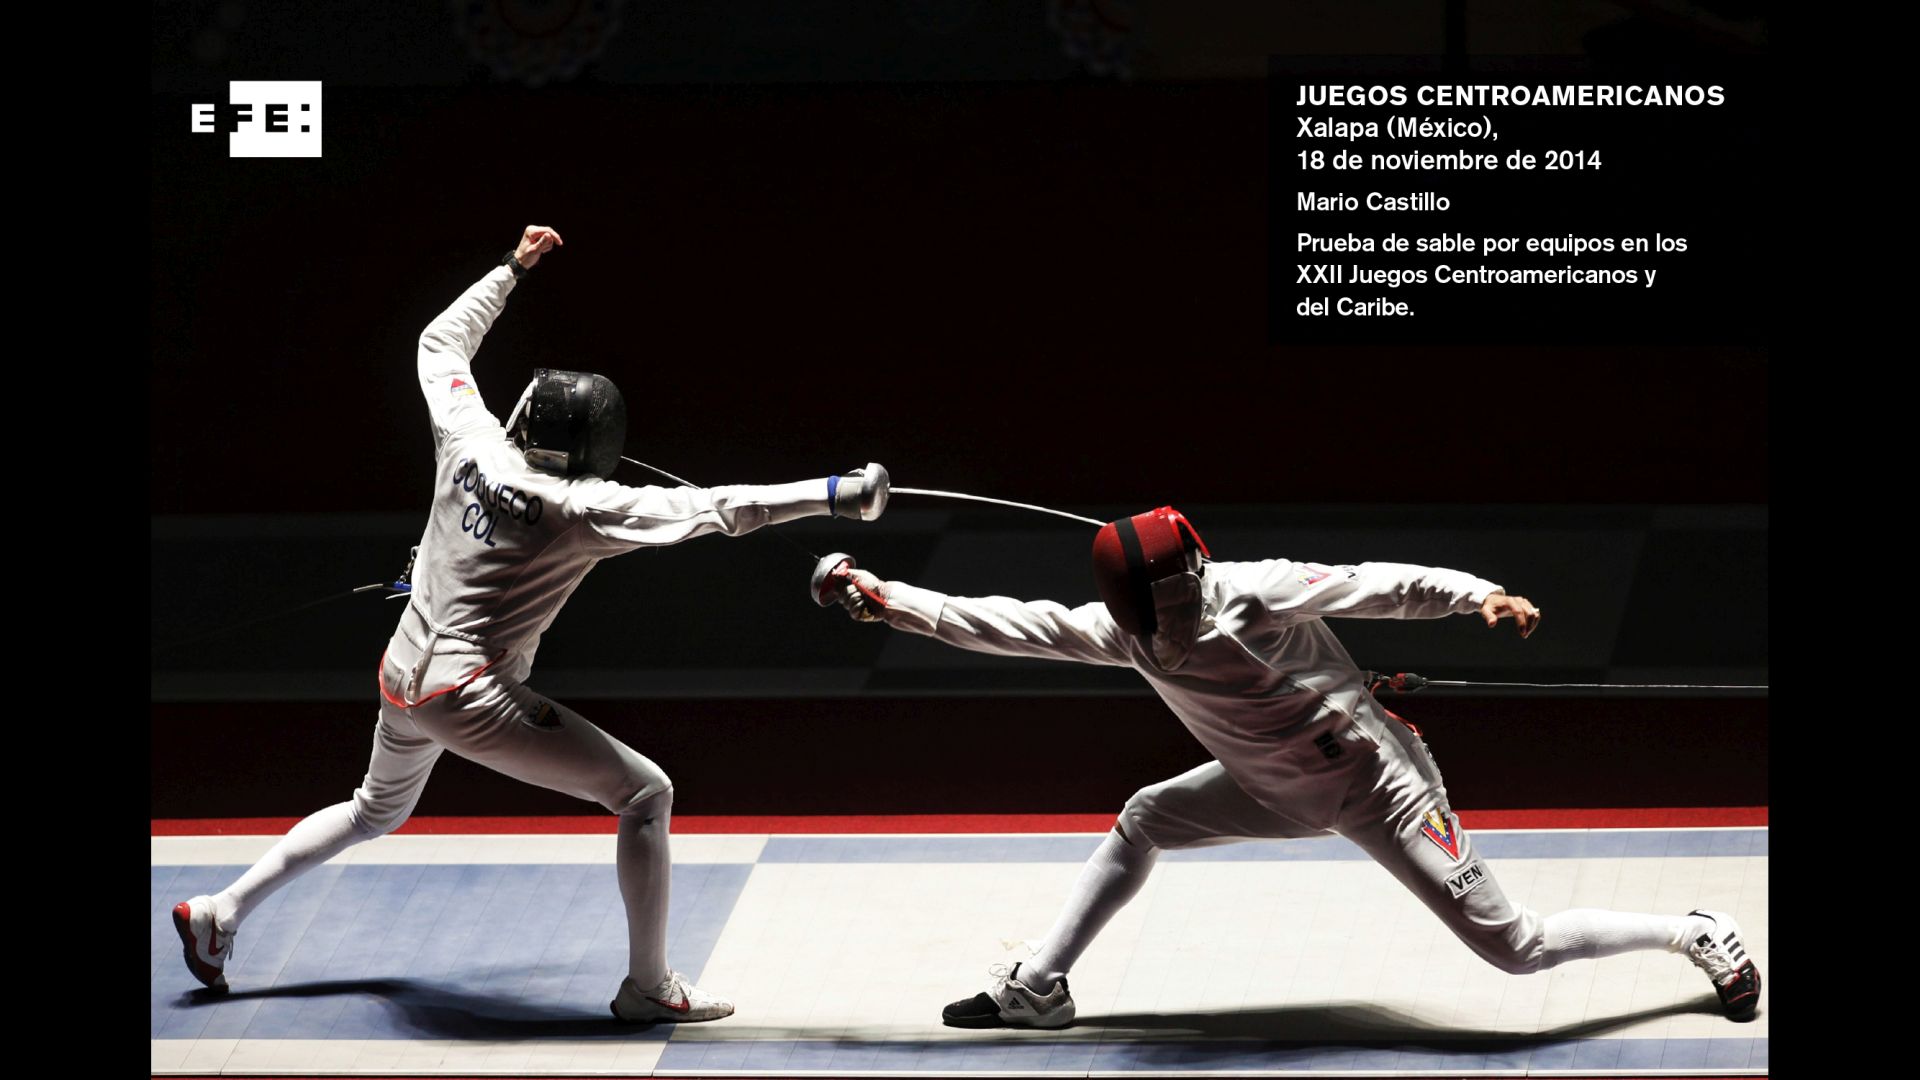 EFE:
JUEGOS CENTROAMERICANOS
Xalapa (México),
18 de noviembre de 2014
Mario Castillo
Prueba de sable por equipos en los
XXII Juegos Centroamericanos y
del Caribe.
COL
VEN